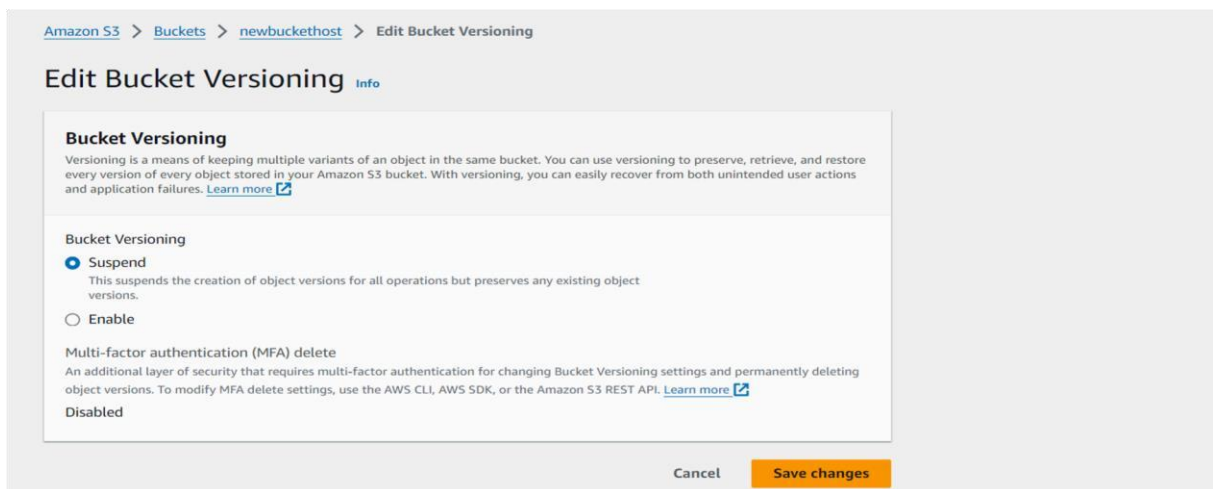 Amazon S3 > Buckets > newbuckethost > Edit Bucket Versioning
Edit Bucket Versioning Info
Bucket Versioning
Versioning is a means of keeping multiple variants of an object in the same bucket. You can use versioning to preserve, retrieve, and restore
every version of every object stored in your Amazon S3 bucket. With versioning, you can easily recover from both unintended user actions
and application failures. Learn more
Bucket Versioning
Suspend
This suspends the creation of object versions for all operations but preserves any existing object
versions.
Enable
Multi-factor authentication (MFA) delete
An additional layer of security that requires multi-factor authentication for changing Bucket Versioning settings and permanently deleting
object versions. To modify MFA delete settings, use the AWS CLI, AWS SDK, or the Amazon S3 REST API. Learn more
Disabled
Cancel Save changes